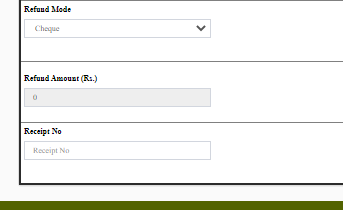 Refund Mode
Cheque
Refund Amount (Rs.)
0
Receipt No
Receipt No